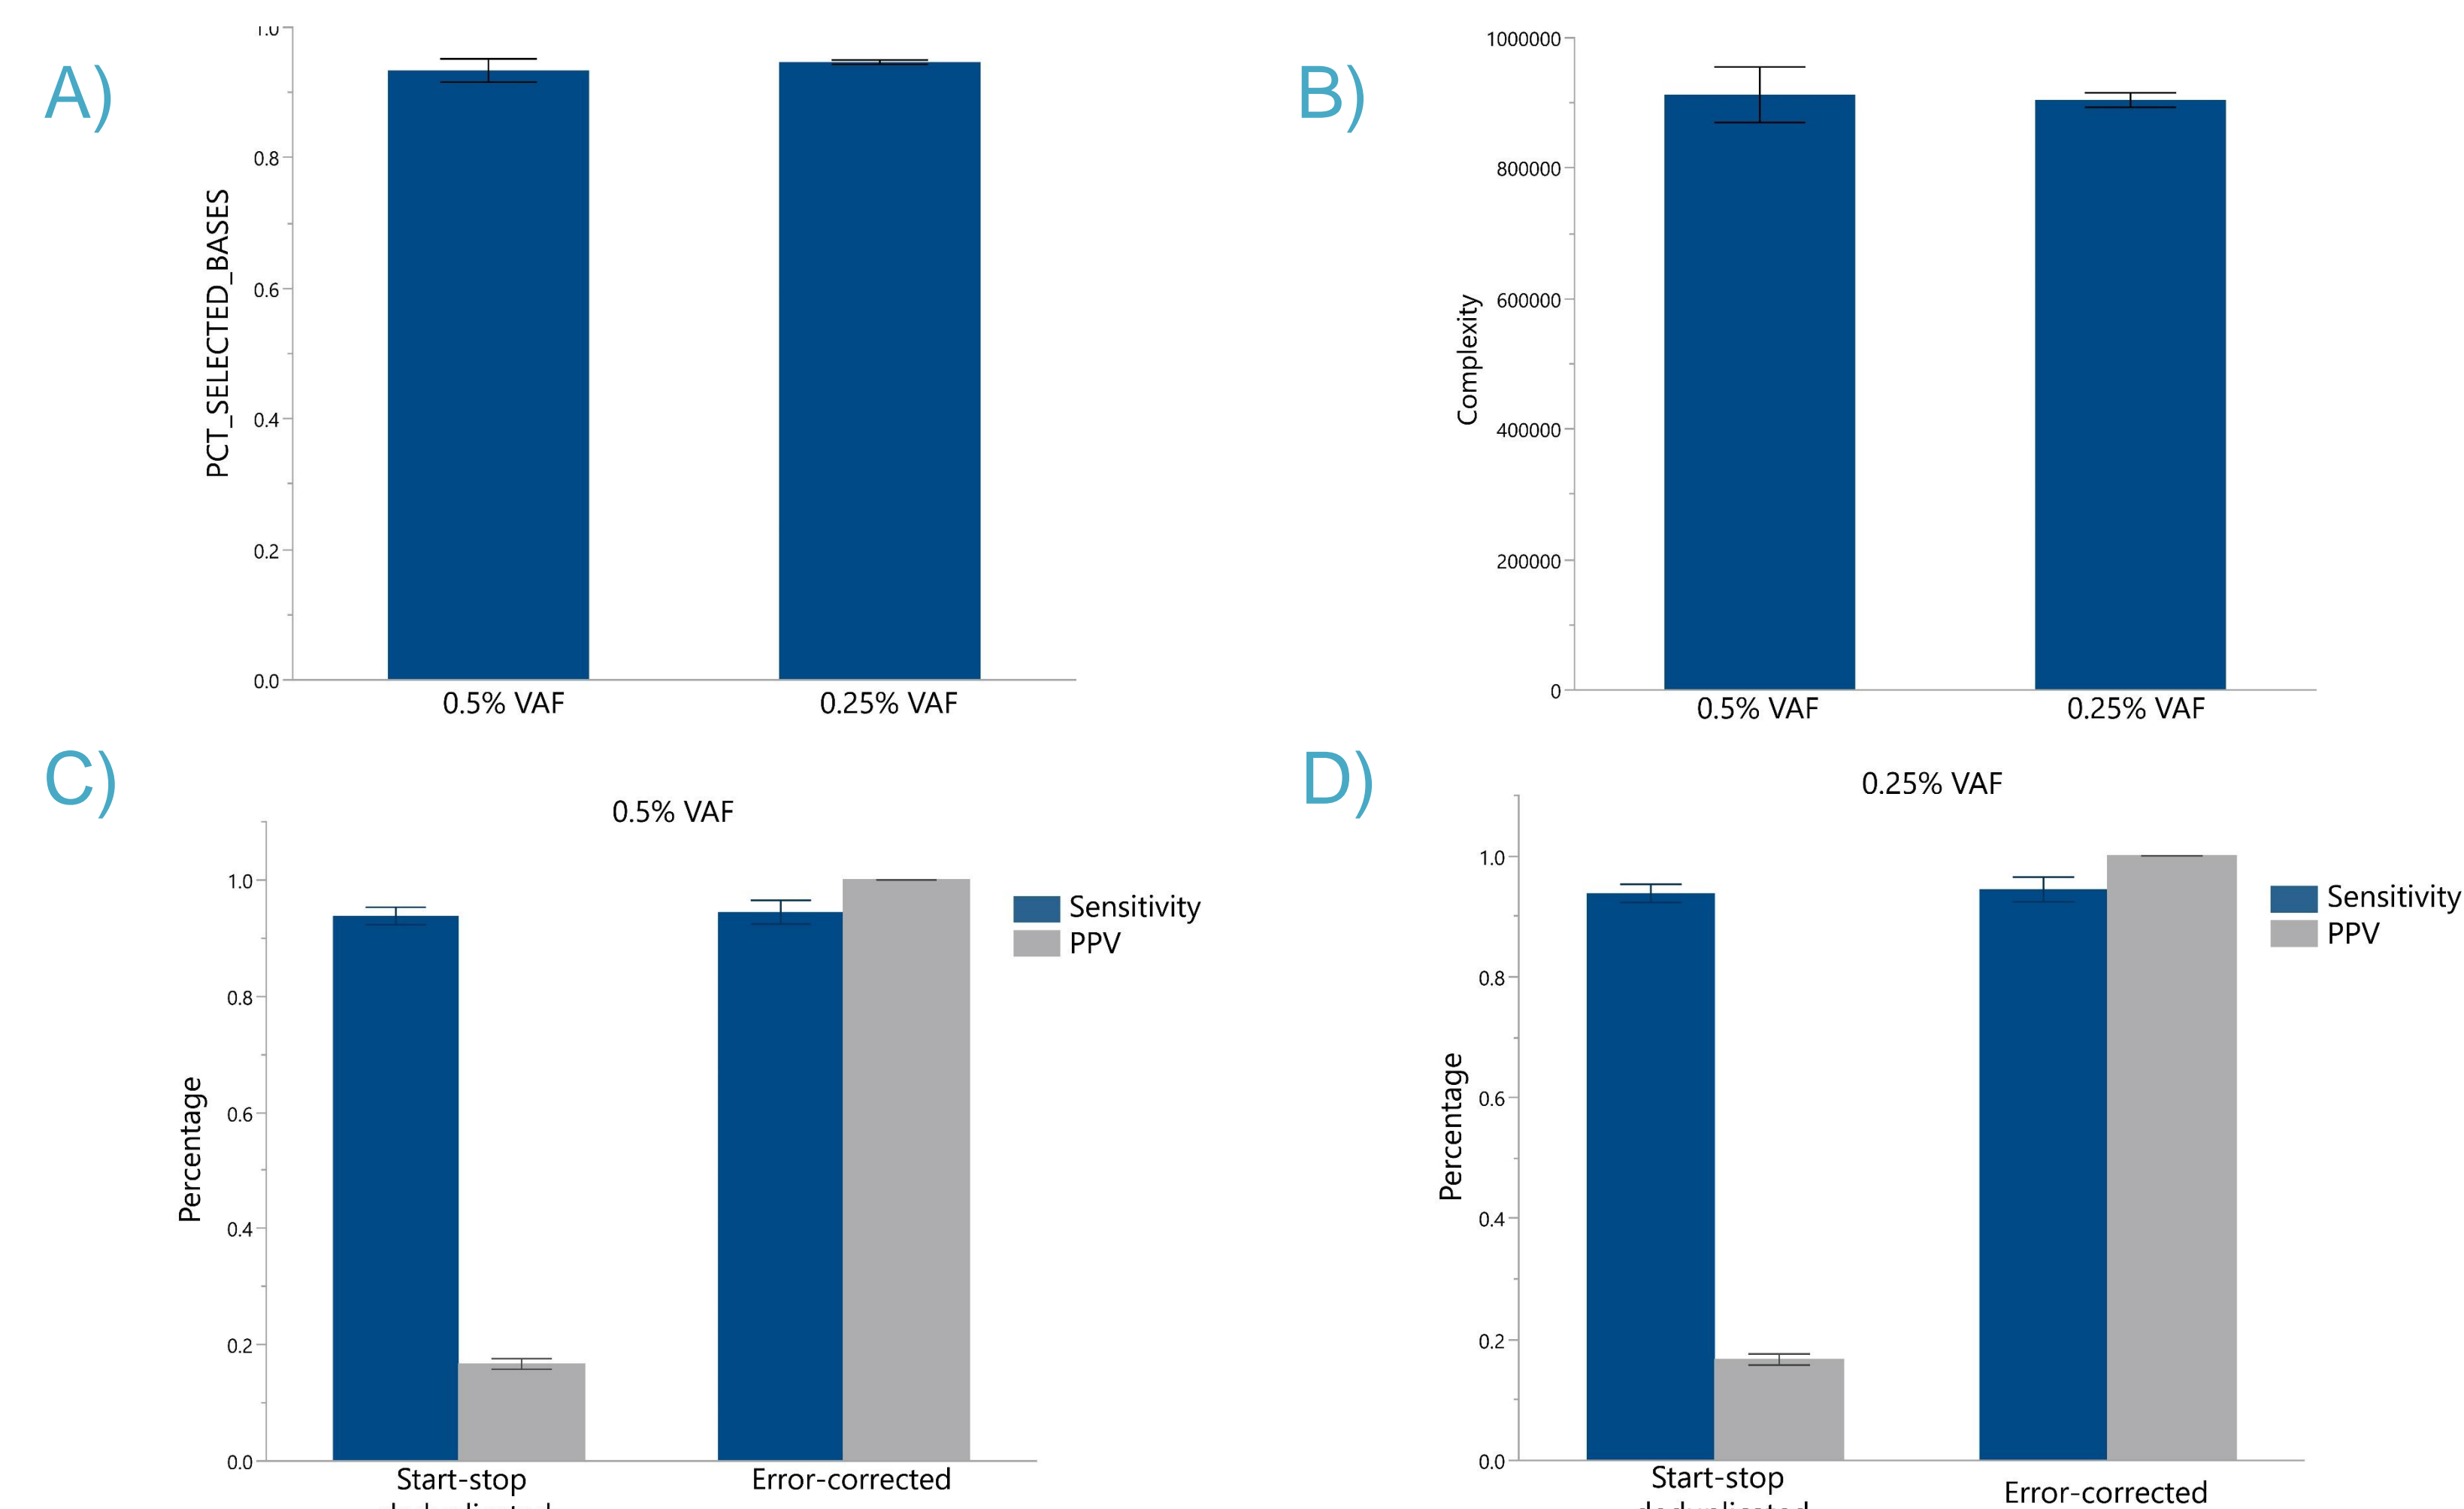 A)
1.0
0.8
0.6
0.4
0.2
0.0
PCT_SELECTED_BASES
0.5% VAF
0.25% VAF
B)
1000000
800000
600000
400000
200000
0
Complexity
0.5% VAF
0.25% VAF
C)
0.5% VAF
1.0
0.8
0.6
0.4
0.2
0.0
Percentage
Sensitivity
PPV
Start-stop
deduplicated
Error-corrected
D)
0.25% VAF
1.0
0.8
0.6
0.4
0.2
0.0
Percentage
Sensitivity
PPV
Start-stop
deduplicated
Error-corrected